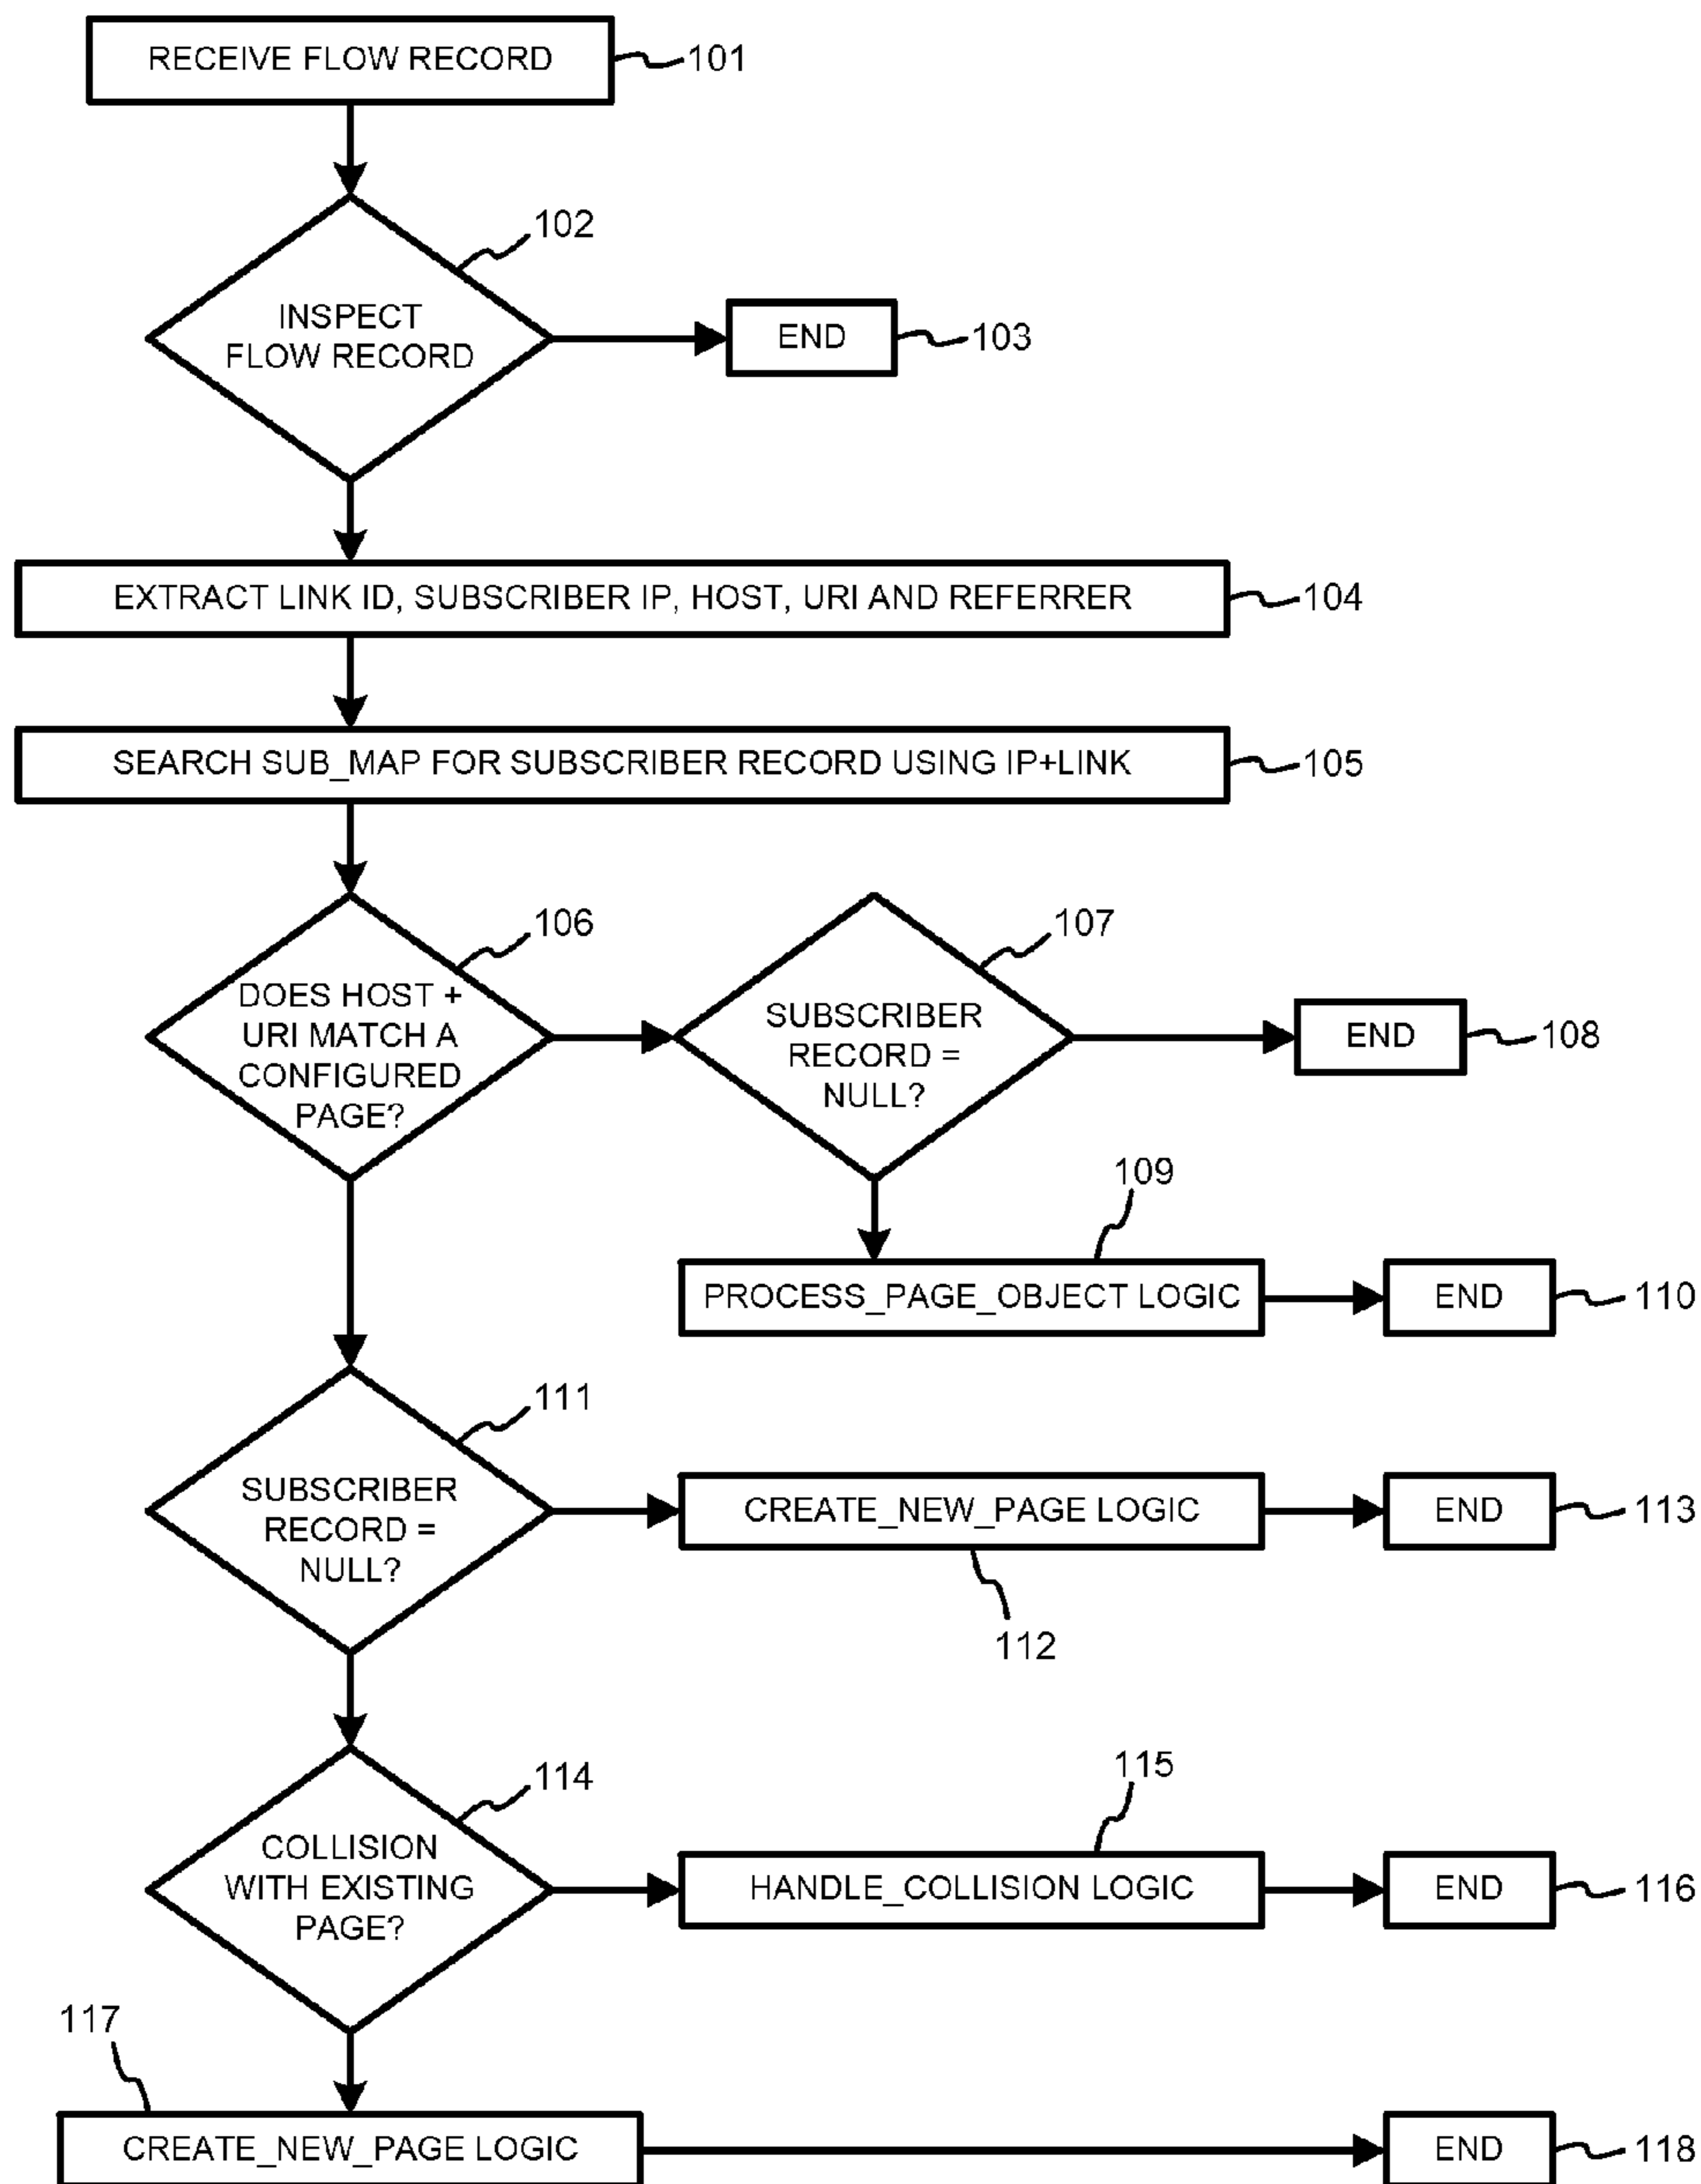 RECEIVE FLOW RECORD
101
102
INSPECT
FLOW RECORD
END
103
EXTRACT LINK ID, SUBSCRIBER IP, HOST, URI AND REFERRER
104
SEARCH SUB_MAP FOR SUBSCRIBER RECORD USING IP+LINK
105
106
DOES HOST +
URI MATCH A
CONFIGURED
PAGE?
107
SUBSCRIBER
RECORD =
NULL?
END
108
109
PROCESS_PAGE_OBJECT LOGIC
END
110
111
SUBSCRIBER
RECORD =
NULL?
CREATE_NEW_PAGE LOGIC
112
END
113
114
COLLISION
WITH EXISTING
PAGE?
115
HANDLE_COLLISION LOGIC
END
116
117
CREATE_NEW_PAGE LOGIC
END
118